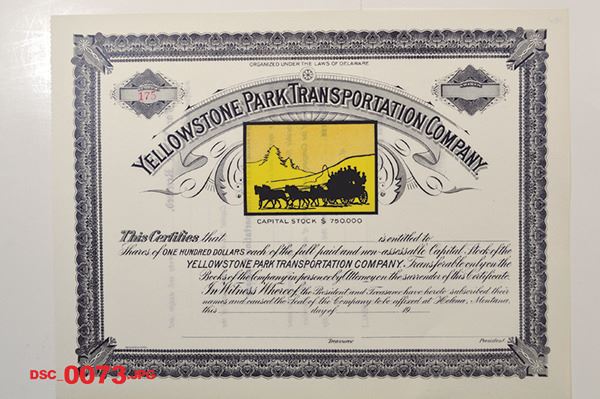 ORGANIZED UNDER THE LAWS OF DELAWARE
175
YELLOWSTONE PARK TRANSPORTATION COMPANY.
CAPITAL STOCK $ 750,000
This Certifies that is entitled to
Shares of ONE HUNDRED DOLLARS each of the full paid and non-assessable Capital Stock of the
YELLOWSTONE PARK TRANSPORTATION COMPANY. Transferable only on the
Books of the Company in person or by Attorney on the surrender of this Certificate.
In Witness Whereof, the President and Treasurer have hereto subscribed their
names and caused the Seal of the Company to be affixed at Helena, Montana,
this day of 19
Treasurer President
DSC_0073.JPG